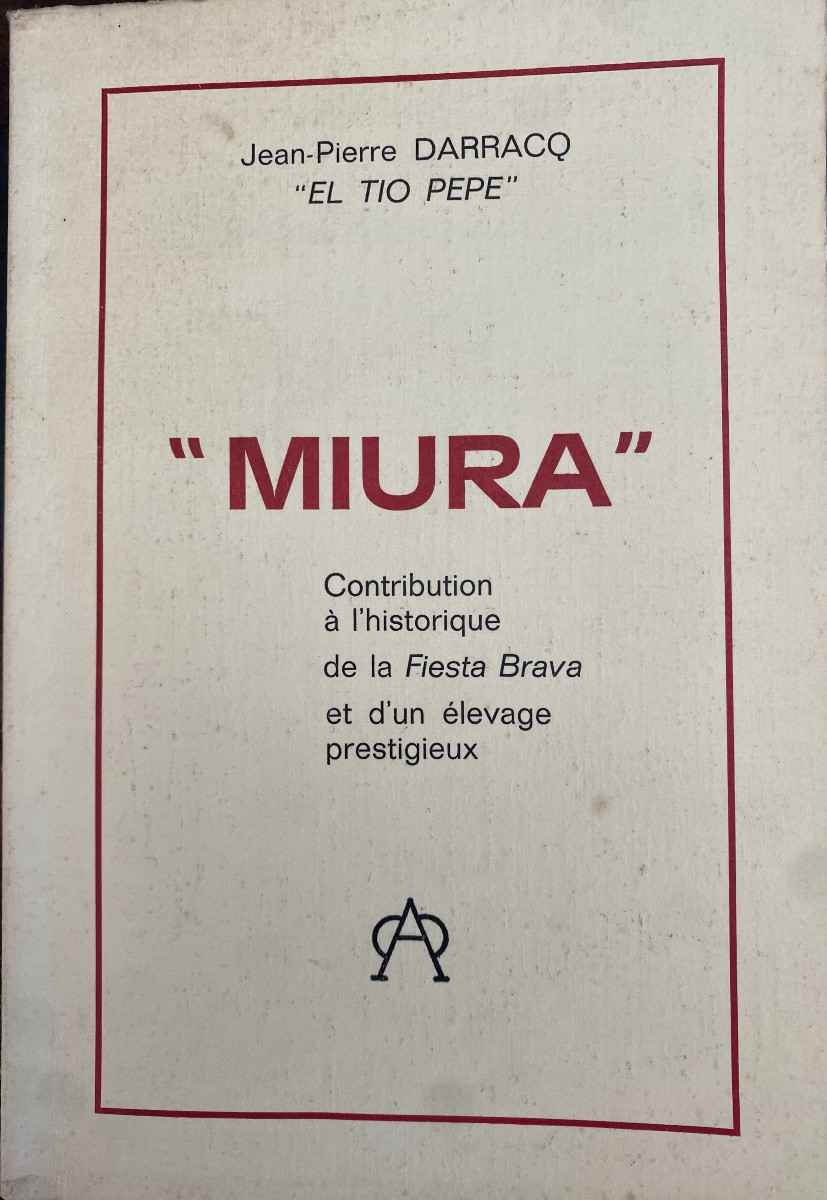 Jean-Pierre DARRACQ
"EL TIO PEPE"
"MIURA"
Contribution
à l'historique
de la Fiesta Brava
et d'un élevage
prestigieux